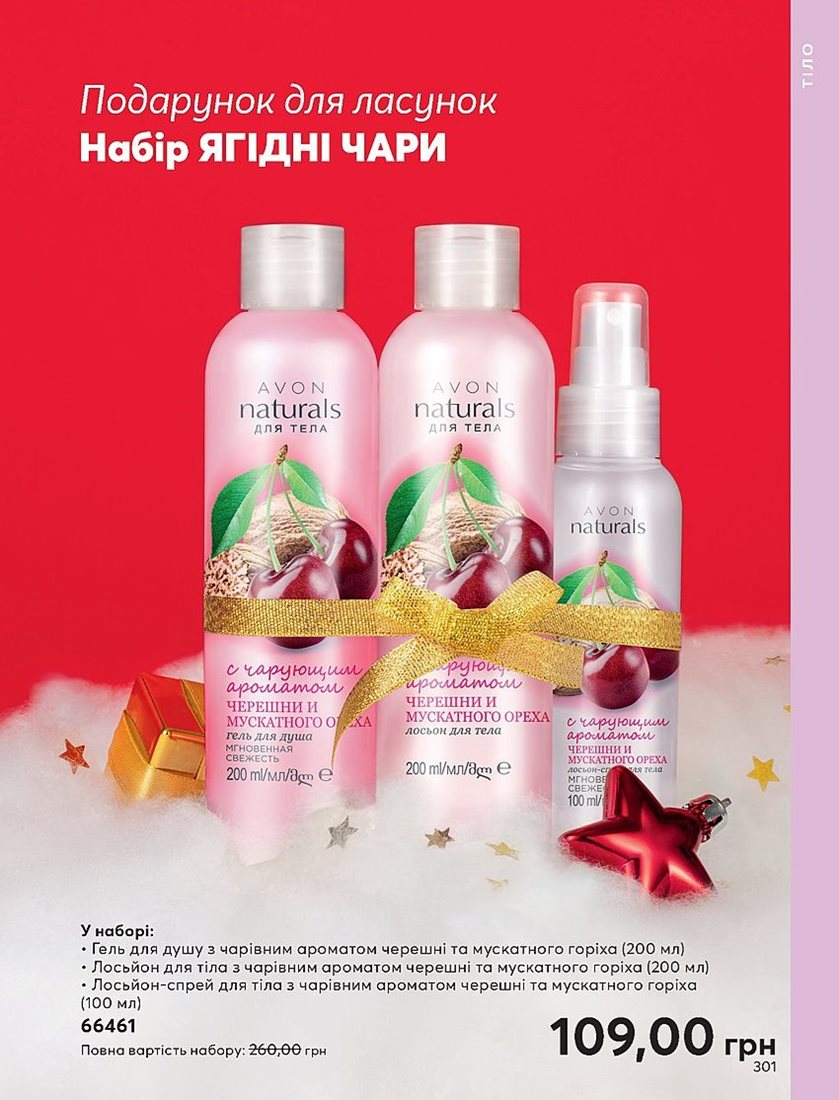 ТІЛО
Подарунок для ласунок
Набір ЯГІДНІ ЧАРИ
AVON
naturals
ДЛЯ ТЕЛА
с чарующим
ароматом
ЧЕРЕШНИ И
МУСКАТНОГО ОРЕХА
гель для душа
МГНОВЕННАЯ
СВЕЖЕСТЬ
200 ml/мл/მლ e
AVON
naturals
ДЛЯ ТЕЛА
чарующим
ароматом
ЧЕРЕШНИ И
МУСКАТНОГО ОРЕХА
лосьон для тела
200 ml/мл/მლ e
AVON
naturals
с чарующим
ароматом
ЧЕРЕШНИ И
МУСКАТНОГО ОРЕХА
лосьон-спрей для тела
100 ml/
У наборі:
• Гель для душу з чарівним ароматом черешні та мускатного горіха (200 мл)
• Лосьйон для тіла з чарівним ароматом черешні та мускатного горіха (200 мл)
• Лосьйон-спрей для тіла з чарівним ароматом черешні та мускатного горіха
(100 мл)
66461
Повна вартість набору: 260,00 грн
109,00 грн
301